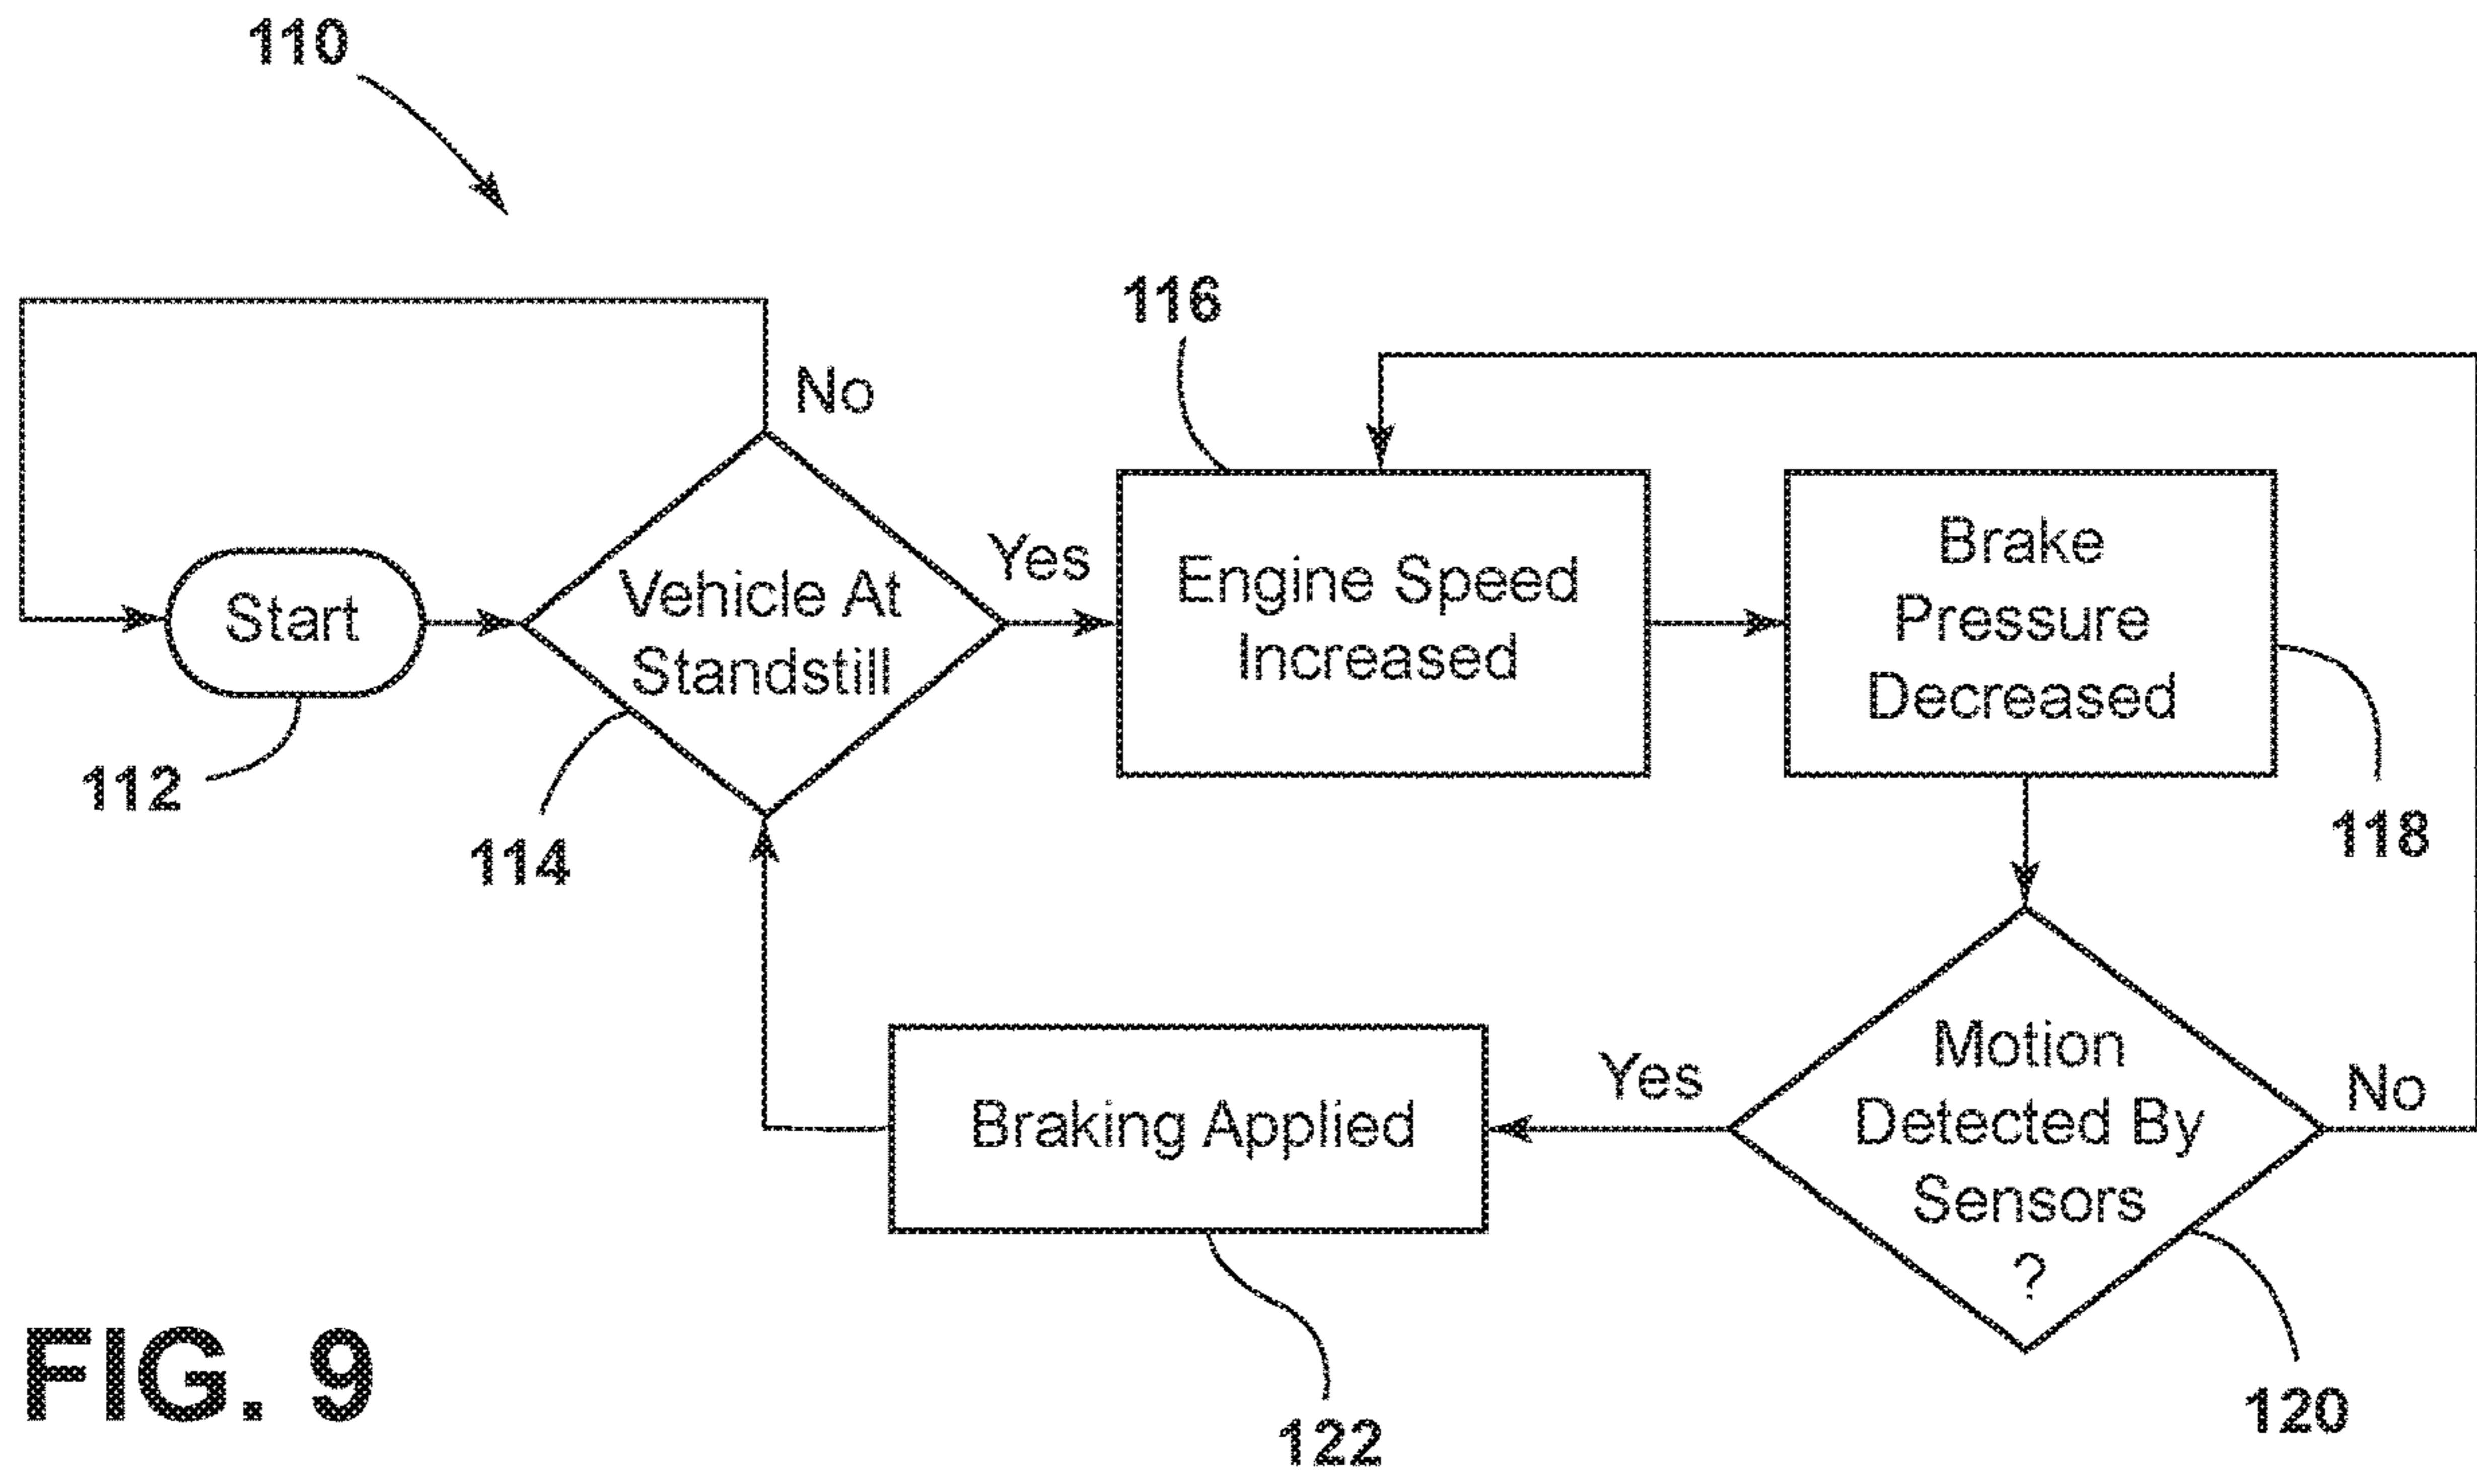 110
116
No
Yes
Start
Vehicle At
Standstill
Engine Speed
Increased
Brake
Pressure
Decreased
112
114
118
Braking Applied
Yes
Motion
Detected By
Sensors
?
No
122
120
FIG. 9